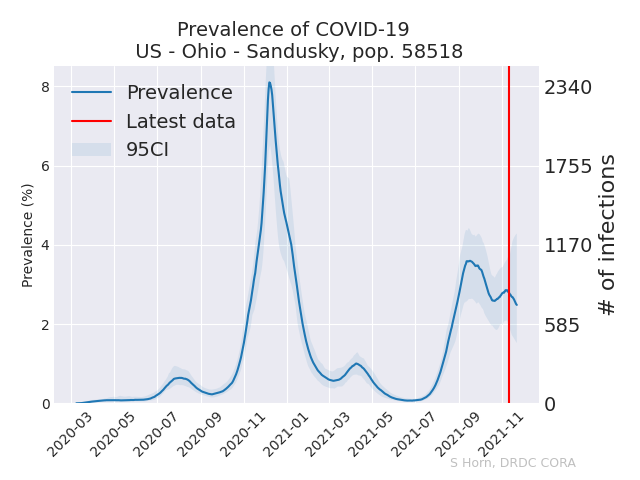 Prevalence of COVID-19
US - Ohio - Sandusky, pop. 58518
Prevalence
Latest data
95CI
8
6
4
2
0
Prevalence (%)
2340
1755
1170
585
0
# of infections
2020-03
2020-05
2020-07
2020-09
2020-11
2021-01
2021-03
2021-05
2021-07
2021-09
2021-11
S Horn, DRDC CORA